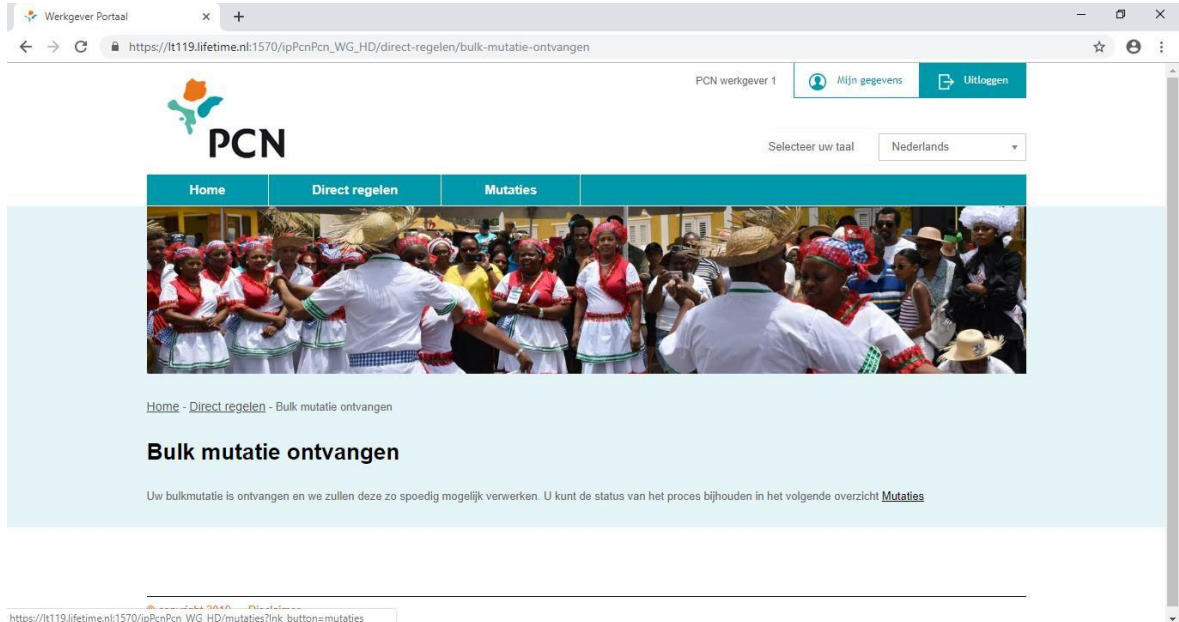 Werkgever Portaal
https://lt119.lifetime.nl:1570/ipPcnPcn_WG_HD/direct-regelen/bulk-mutatie-ontvangen
PCN werkgever 1
Mijn gegevens
Uitloggen
PCN
Selecteer uw taal
Nederlands
Home
Direct regelen
Mutaties
Home - Direct regelen - Bulk mutatie ontvangen
Bulk mutatie ontvangen
Uw bulkmutatie is ontvangen en we zullen deze zo spoedig mogelijk verwerken. U kunt de status van het proces bijhouden in het volgende overzicht Mutaties
© copyright 2019 Disclaimer
https://lt119.lifetime.nl:1570/ipPcnPcn_WG_HD/mutaties?lnk_button=mutaties